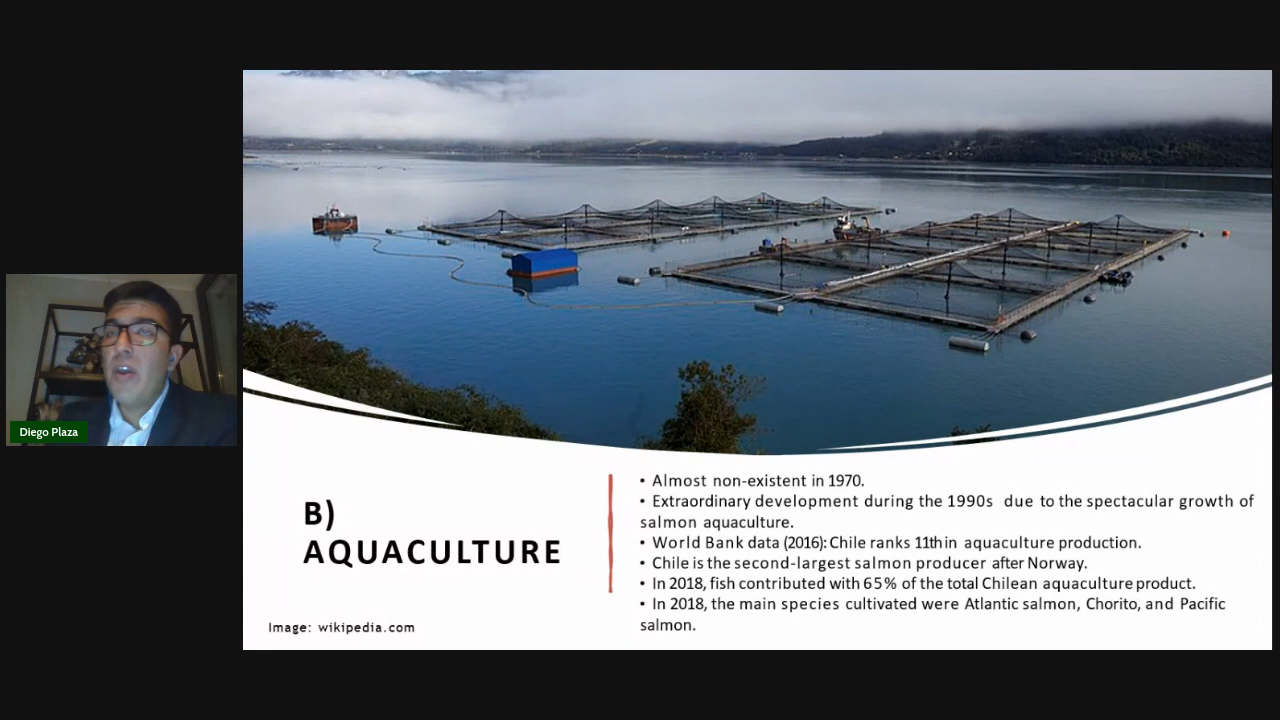 Diego Plaza
B)
AQUACULTURE
Image: wikipedia.com
• Almost non-existent in 1970.
• Extraordinary development during the 1990s due to the spectacular growth of
salmon aquaculture.
• World Bank data (2016): Chile ranks 11th in aquaculture production.
• Chile is the second-largest salmon producer after Norway.
• In 2018, fish contributed with 65% of the total Chilean aquaculture product.
• In 2018, the main species cultivated were Atlantic salmon, Chorito, and Pacific
salmon.